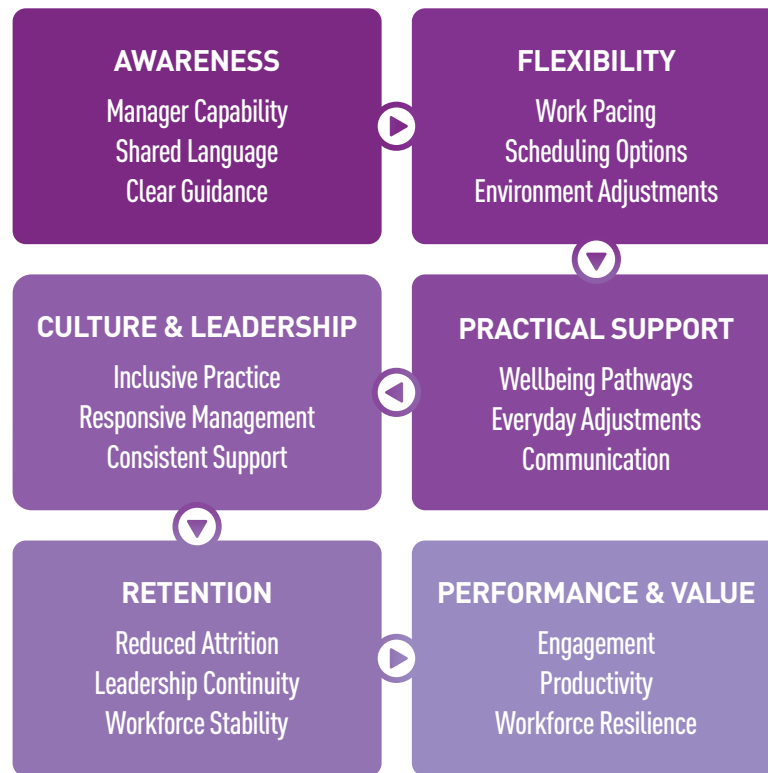 AWARENESS
Manager Capability
Shared Language
Clear Guidance
FLEXIBILITY
Work Pacing
Scheduling Options
Environment Adjustments
PRACTICAL SUPPORT
Wellbeing Pathways
Everyday Adjustments
Communication
CULTURE & LEADERSHIP
Inclusive Practice
Responsive Management
Consistent Support
RETENTION
Reduced Attrition
Leadership Continuity
Workforce Stability
PERFORMANCE & VALUE
Engagement
Productivity
Workforce Resilience